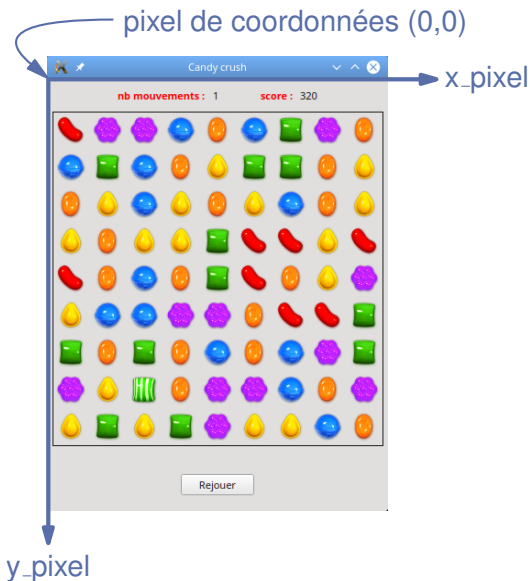 pixel de coordonnées (0,0)
Candy crush
x_pixel
nb mouvements : 1 score : 320
Rejouer
y_pixel